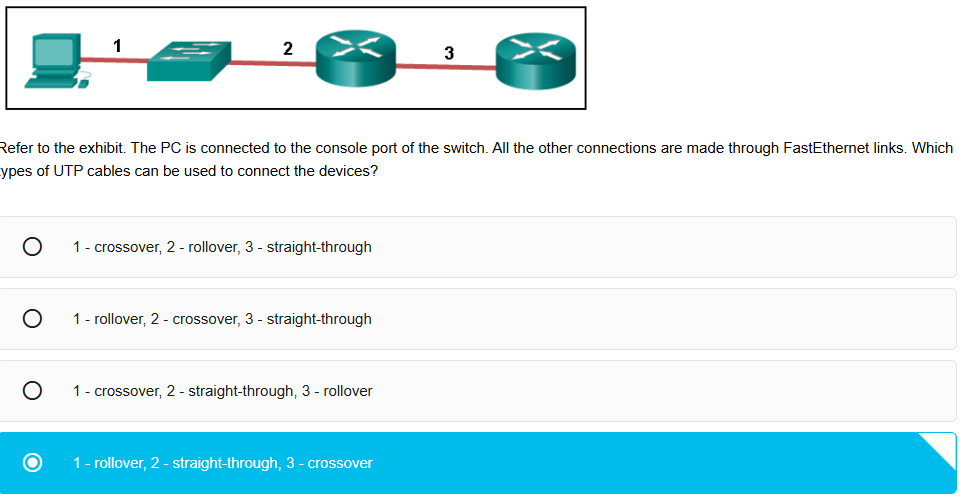 1
2
3
Refer to the exhibit. The PC is connected to the console port of the switch. All the other connections are made through FastEthernet links. Which
ypes of UTP cables can be used to connect the devices?
1 - crossover, 2 - rollover, 3 - straight-through
1 - rollover, 2 - crossover, 3 - straight-through
1 - crossover, 2 - straight-through, 3 - rollover
1 - rollover, 2 - straight-through, 3 - crossover